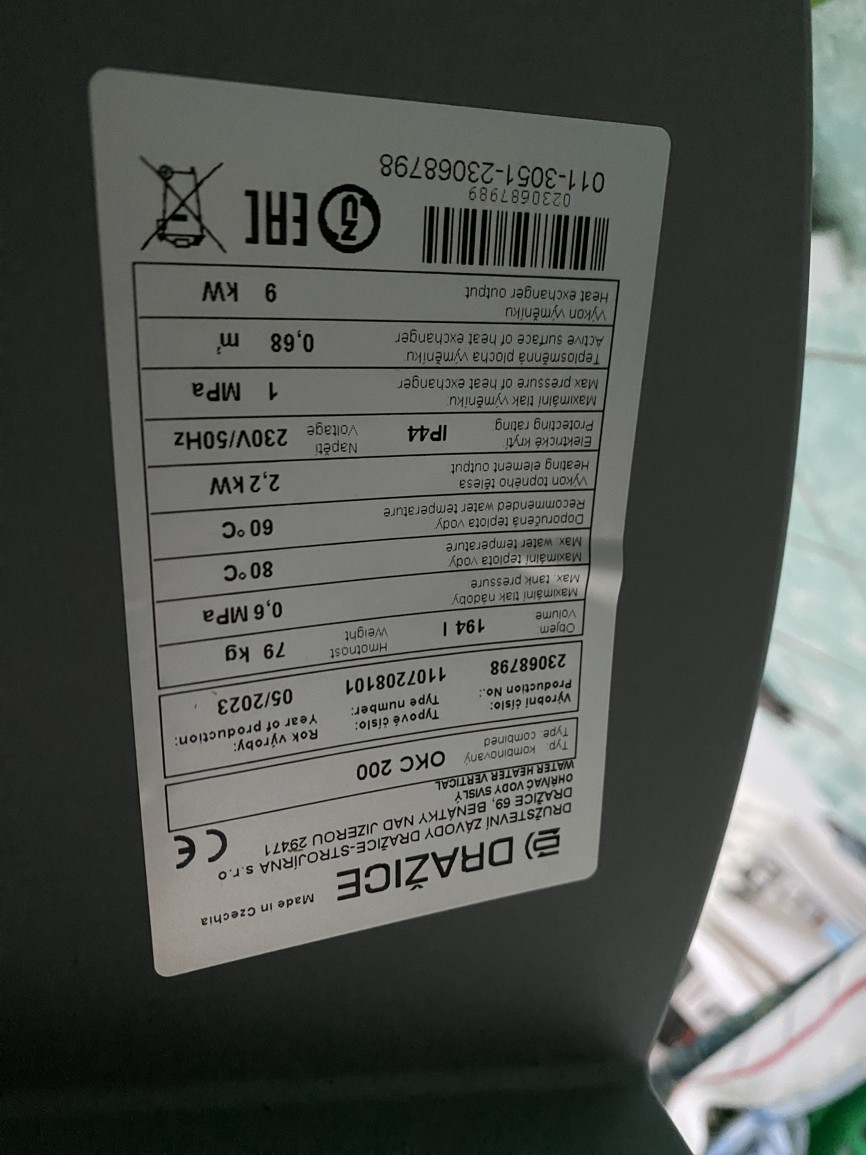 DRAŽICE Made in Czechia
DRUŽSTEVNÍ ZÁVODY DRAŽICE-STROJÍRNA s.r.o
DRAŽICE 69, BENÁTKY NAD JIZEROU 29471
OHŘÍVAČ VODY SVISLÝ
WATER HEATER VERTICAL
CE
Typ. kombinovaný OKC 200
Type combined
Výrobní číslo: Typové číslo: Rok výroby:
Production No.: Type number: Year of production:
23068798 1107208101 05/2023
Objem 194 l Hmotnost 79 kg
Volume Weight
Maximální tlak nádoby 0,6 MPa
Max. tank pressure
Maximální teplota vody 80 °C
Max. water temperature
Doporučená teplota vody 60 °C
Recommended water temperature
Výkon topného tělesa 2,2 kW
Heating element output
Elektrické krytí IP44 Napětí 230V/50Hz
Protecting rating Voltage
Maximální tlak výměníku 1 MPa
Max pressure of heat exchanger
Teplosměnná plocha výměníku 0,68 m²
Active surface of heat exchanger
Výkon výměníku 9 kW
Heat exchanger output
EAC
0230687989
011-3051-23068798